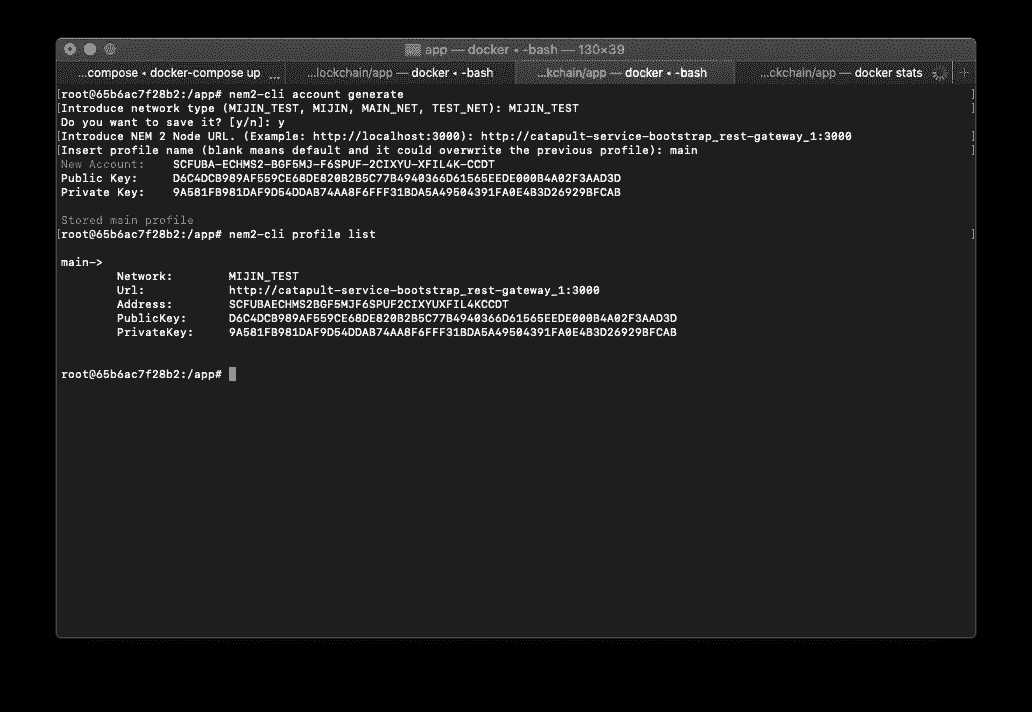 app — docker • -bash — 130×39
...compose • docker-compose up ...
...lockchain/app — docker • -bash
...kchain/app — docker • -bash
...ckchain/app — docker stats
[root@65b6ac7f28b2:/app# nem2-cli account generate ]
[Introduce network type (MIJIN_TEST, MIJIN, MAIN_NET, TEST_NET): MIJIN_TEST ]
Do you want to save it? [y/n]: y
[Introduce NEM 2 Node URL. (Example: http://localhost:3000): http://catapult-service-bootstrap_rest-gateway_1:3000 ]
[Insert profile name (blank means default and it could overwrite the previous profile): main ]
New Account: SCFUBA-ECHMS2-BGF5MJ-F6SPUF-2CIXYU-XFIL4K-CCDT
Public Key: D6C4DCB989AF559CE68DE820B2B5C77B4940366D61565EEDE000B4A02F3AAD3D
Private Key: 9A581FB981DAF9D54DDAB74AA8F6FFF31BDA5A49504391FA0E4B3D26929BFCAB
Stored main profile
[root@65b6ac7f28b2:/app# nem2-cli profile list ]
main->
Network: MIJIN_TEST
Url: http://catapult-service-bootstrap_rest-gateway_1:3000
Address: SCFUBAECHMS2BGF5MJF6SPUF2CIXYUXFIL4KCCDT
PublicKey: D6C4DCB989AF559CE68DE820B2B5C77B4940366D61565EEDE000B4A02F3AAD3D
PrivateKey: 9A581FB981DAF9D54DDAB74AA8F6FFF31BDA5A49504391FA0E4B3D26929BFCAB
root@65b6ac7f28b2:/app#